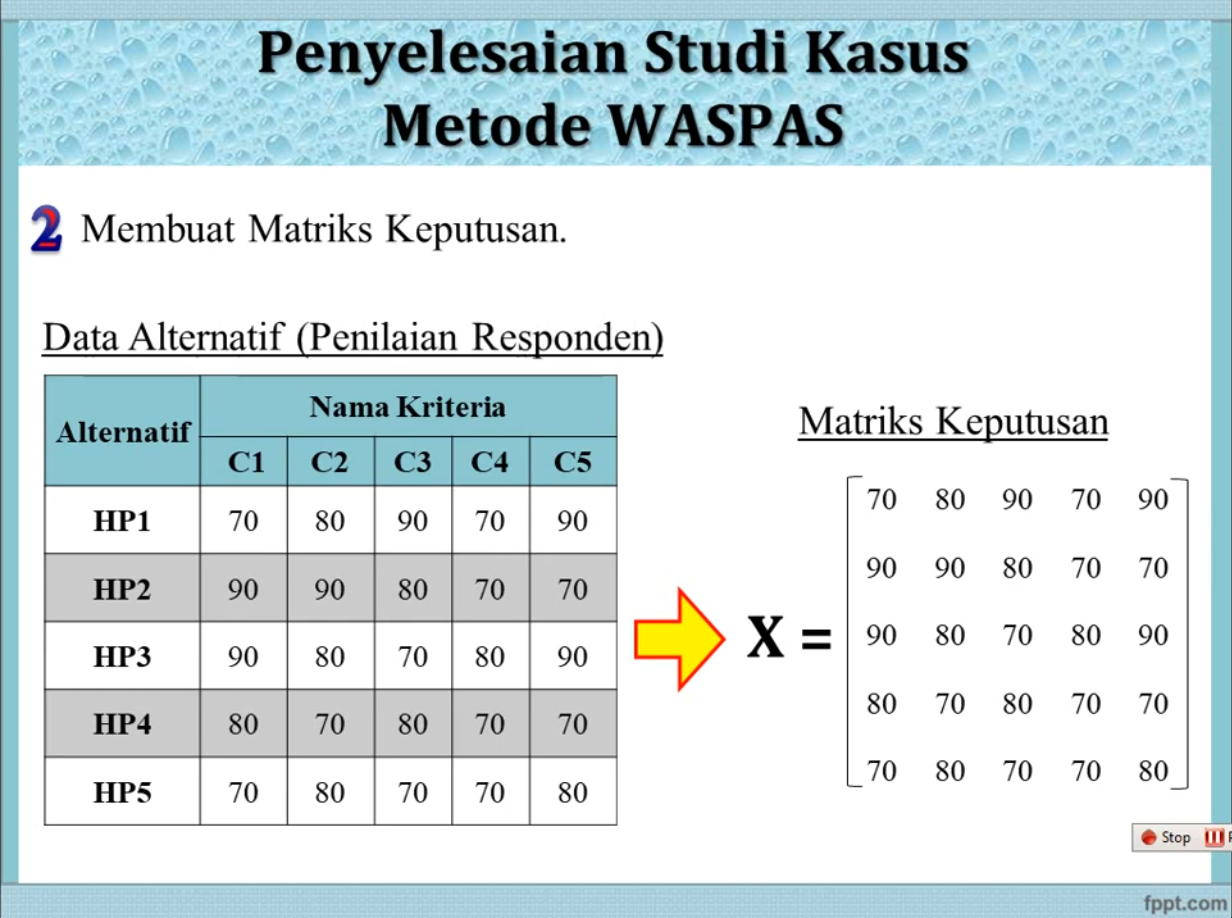 Penyelesaian Studi Kasus
Metode WASPAS
2 Membuat Matriks Keputusan.
Data Alternatif (Penilaian Responden)
Alternatif Nama Kriteria
C1 C2 C3 C4 C5
HP1 70 80 90 70 90
HP2 90 90 80 70 70
HP3 90 80 70 80 90
HP4 80 70 80 70 70
HP5 70 80 70 70 80
Matriks Keputusan
X =
70 80 90 70 90
90 90 80 70 70
90 80 70 80 90
80 70 80 70 70
70 80 70 70 80
Stop
fppt.com